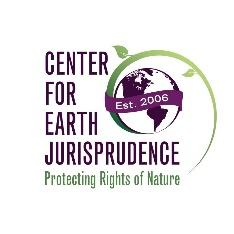 CENTER
FOR
EARTH
JURISPRUDENCE
Protecting Rights of Nature
Est. 2006